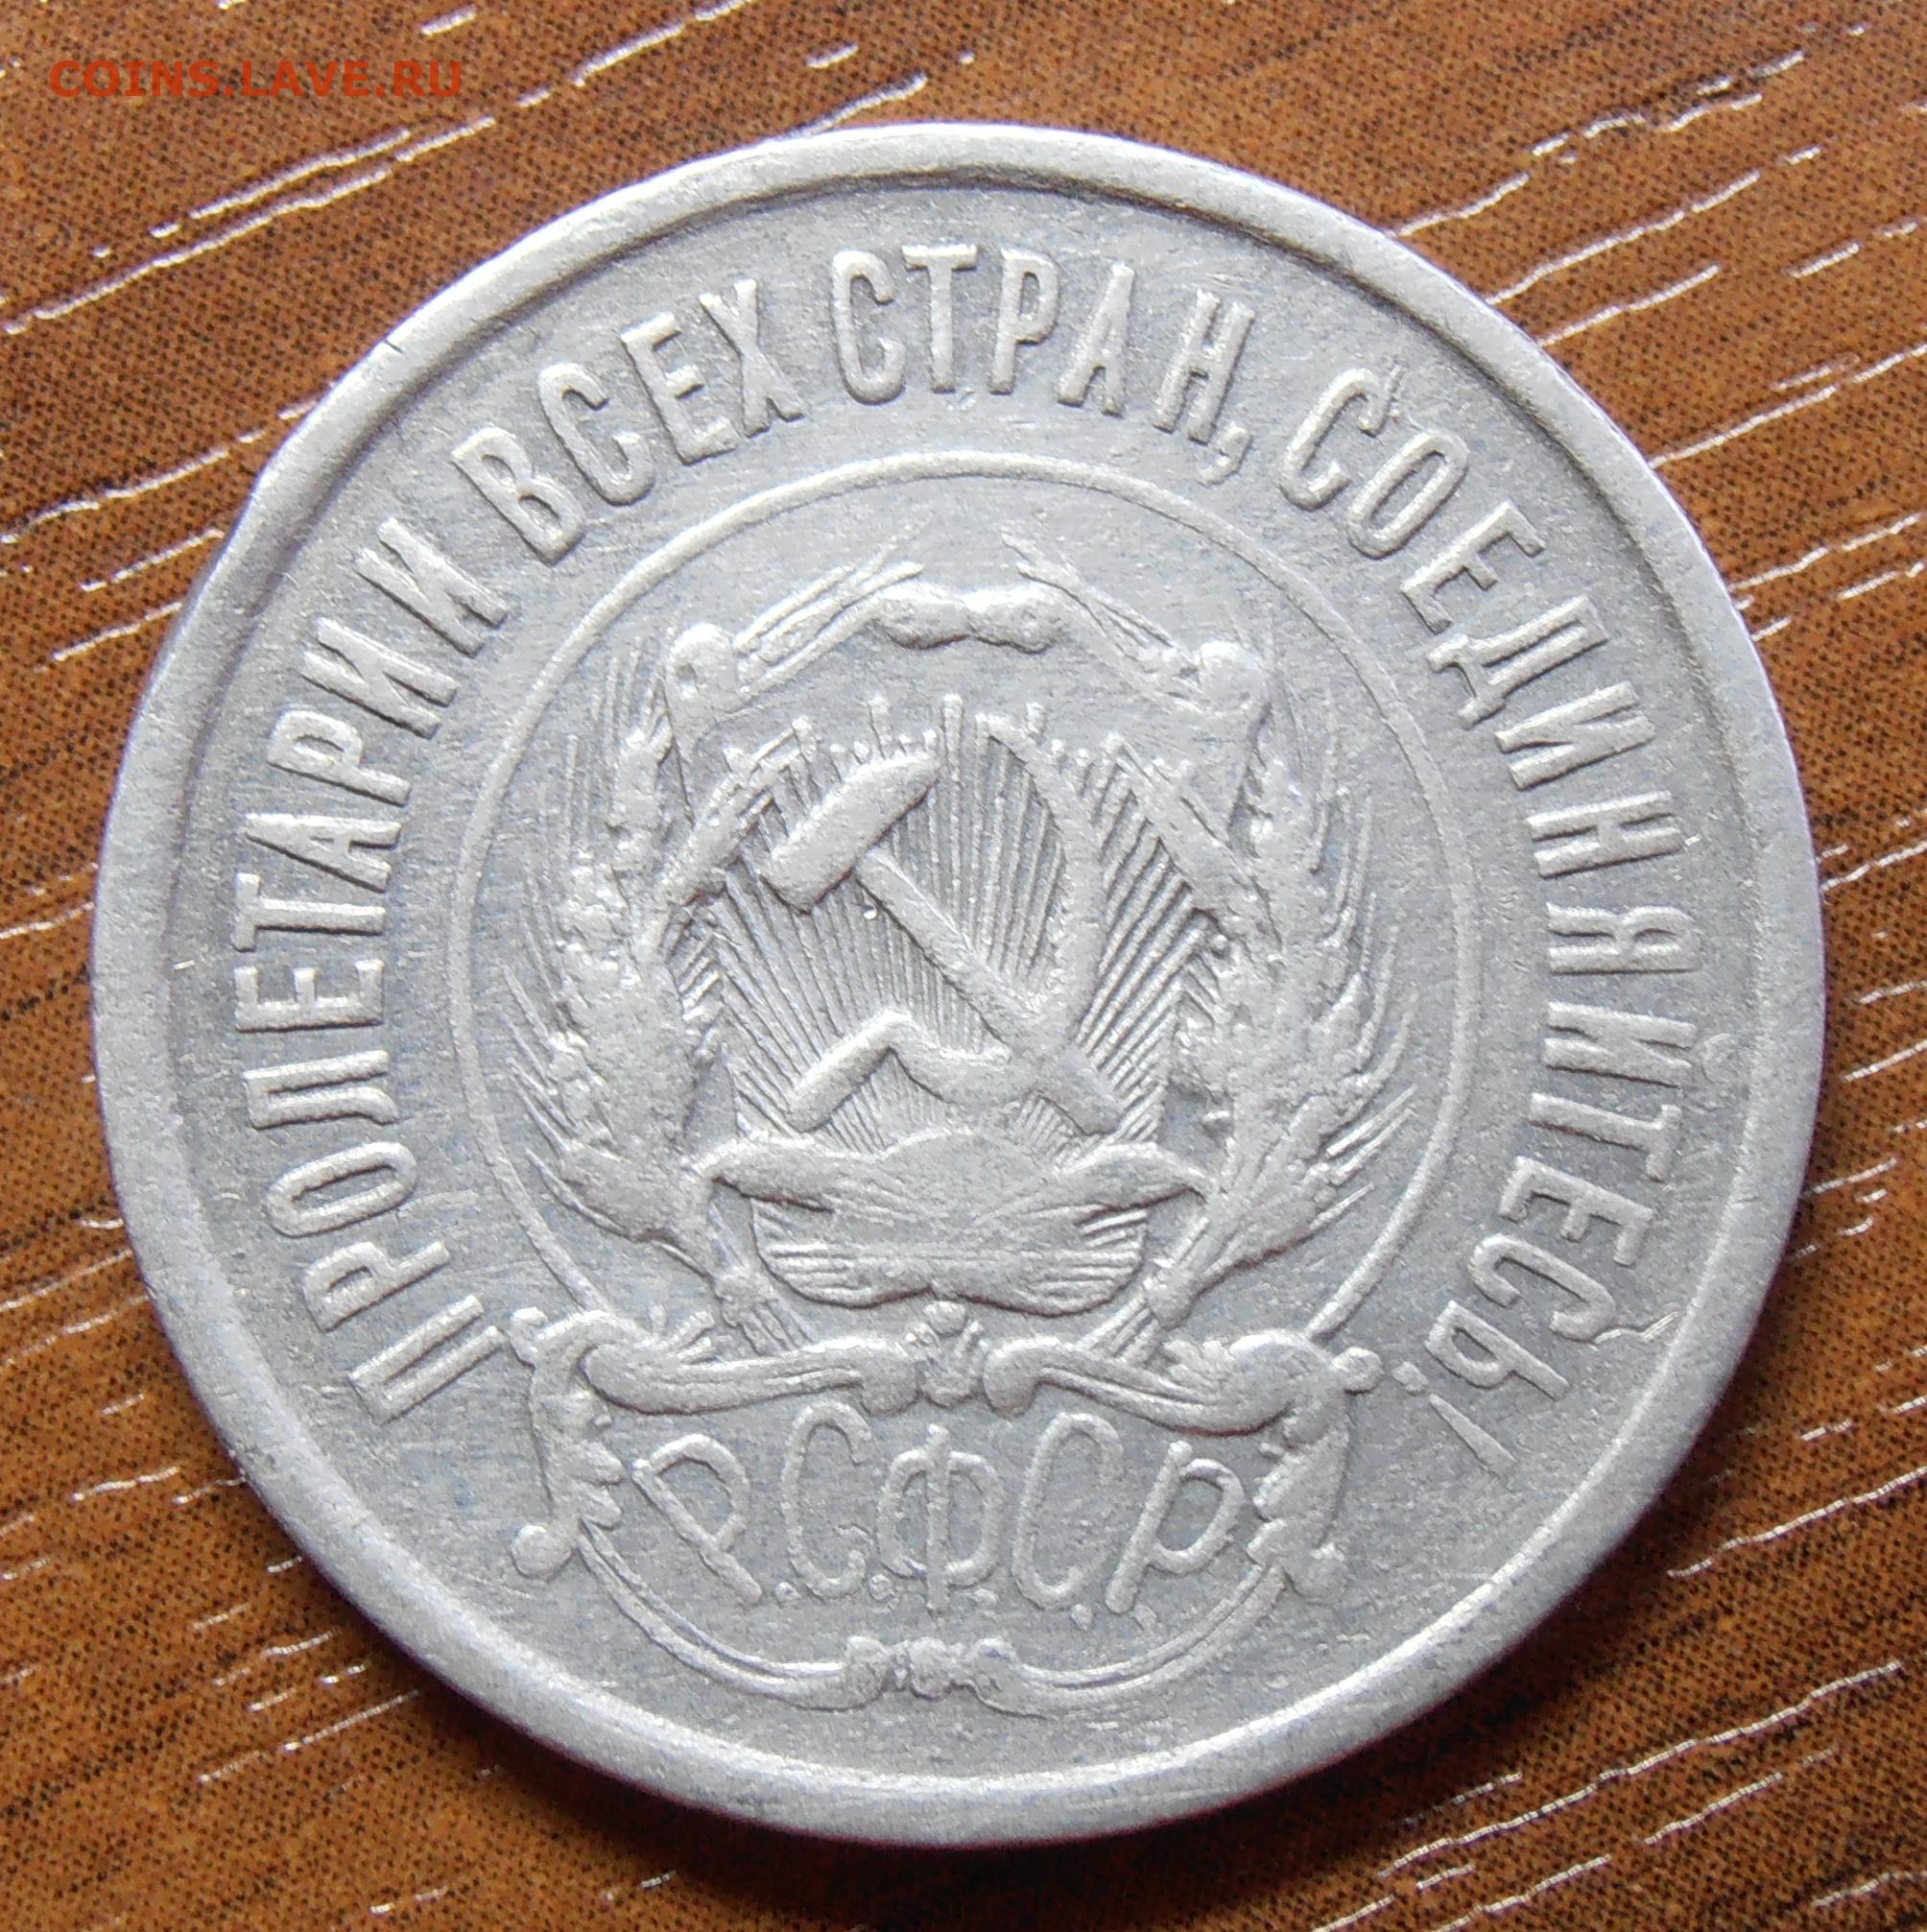 COINS.LAVE.RU
ПРОЛЕТАРИИ ВСЕХ СТРАН, СОЕДИНЯЙТЕСЬ!
Р.С.Ф.С.Р.